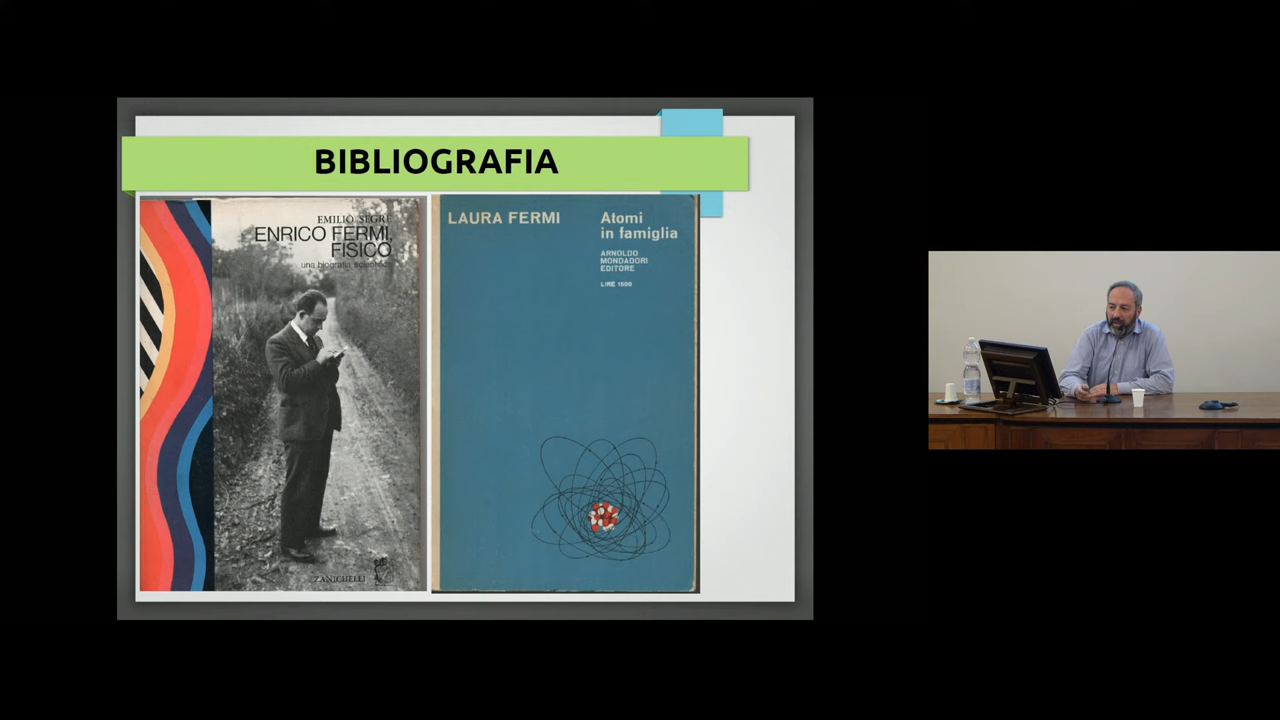 BIBLIOGRAFIA
EMILIO SEGRÈ
ENRICO FERMI,
FISICO
una biografia scientifica
ZANICHELLI
LAURA FERMI
Atomi
in famiglia
ARNOLDO
MONDADORI
EDITORE
LIRE 1600